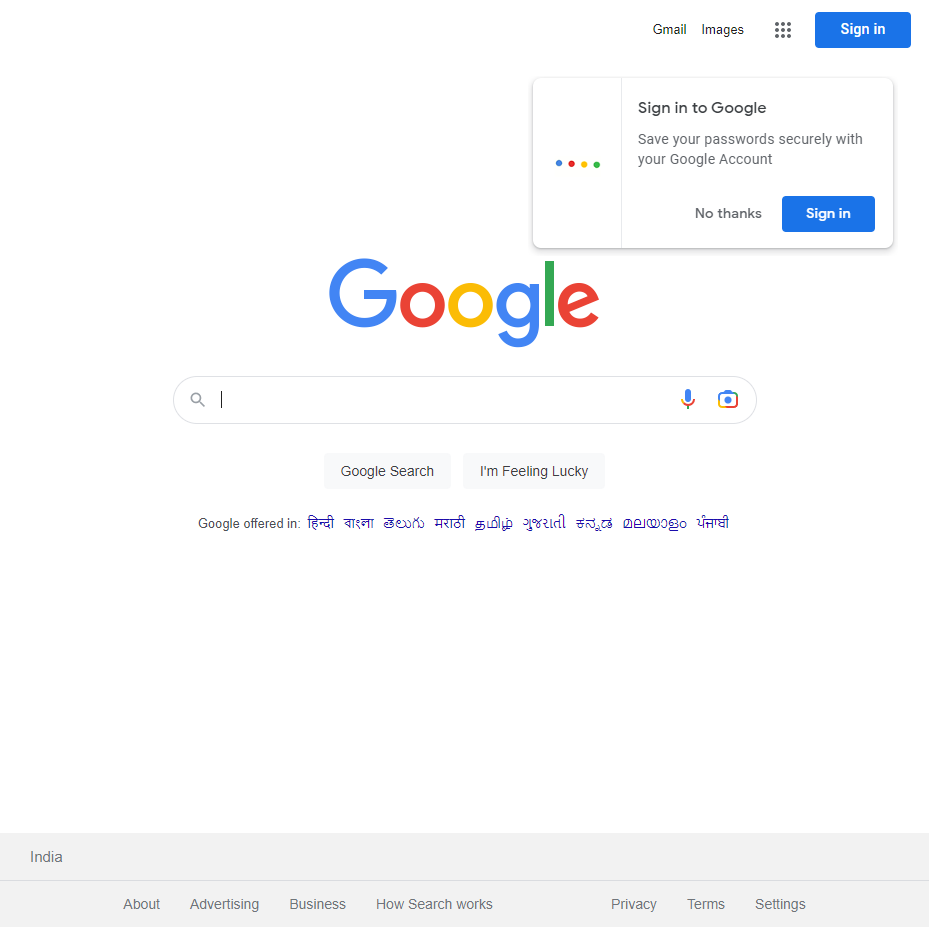 Gmail Images Sign in
Sign in to Google
Save your passwords securely with
your Google Account
No thanks Sign in
Google
Google Search I'm Feeling Lucky
Google offered in: हिन्दी বাংলা తెలుగు मराठी தமிழ் ગુજરાતી ಕನ್ನಡ മലയാളം ਪੰਜਾਬੀ
India
About Advertising Business How Search works Privacy Terms Settings